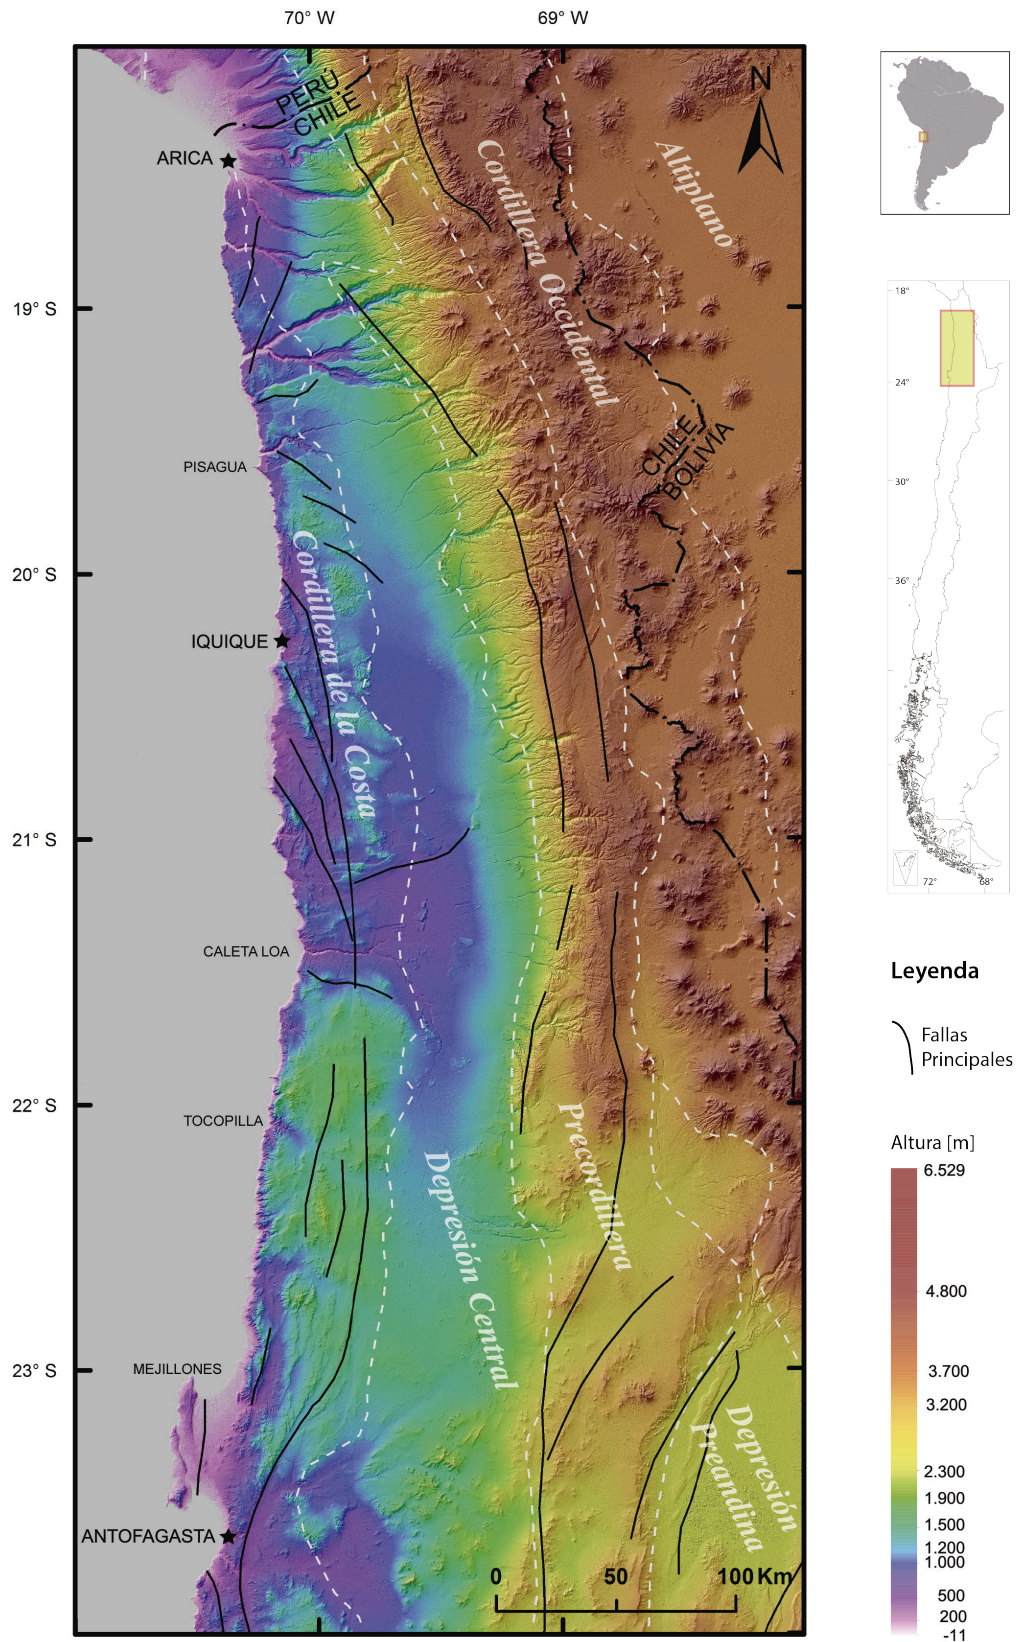 70° W
69° W
PERÚ
CHILE
N
ARICA
Cordillera Occidental
Altiplano
19° S
18°
24°
CHILE
BOLIVÍA
PISAGUA
30°
Cordillera de la Costa
20° S
36°
IQUIQUE
21° S
72°
68°
CALETA LOA
Leyenda
Fallas
Principales
22° S
TOCOPILLA
Precordillera
Depresión Central
Altura [m]
6.529
4.800
3.700
3.200
2.300
1.900
1.500
1.200
1.000
500
200
-11
23° S
MEJILLONES
Depresión
Preandina
ANTOFAGASTA
0
50
100 Km